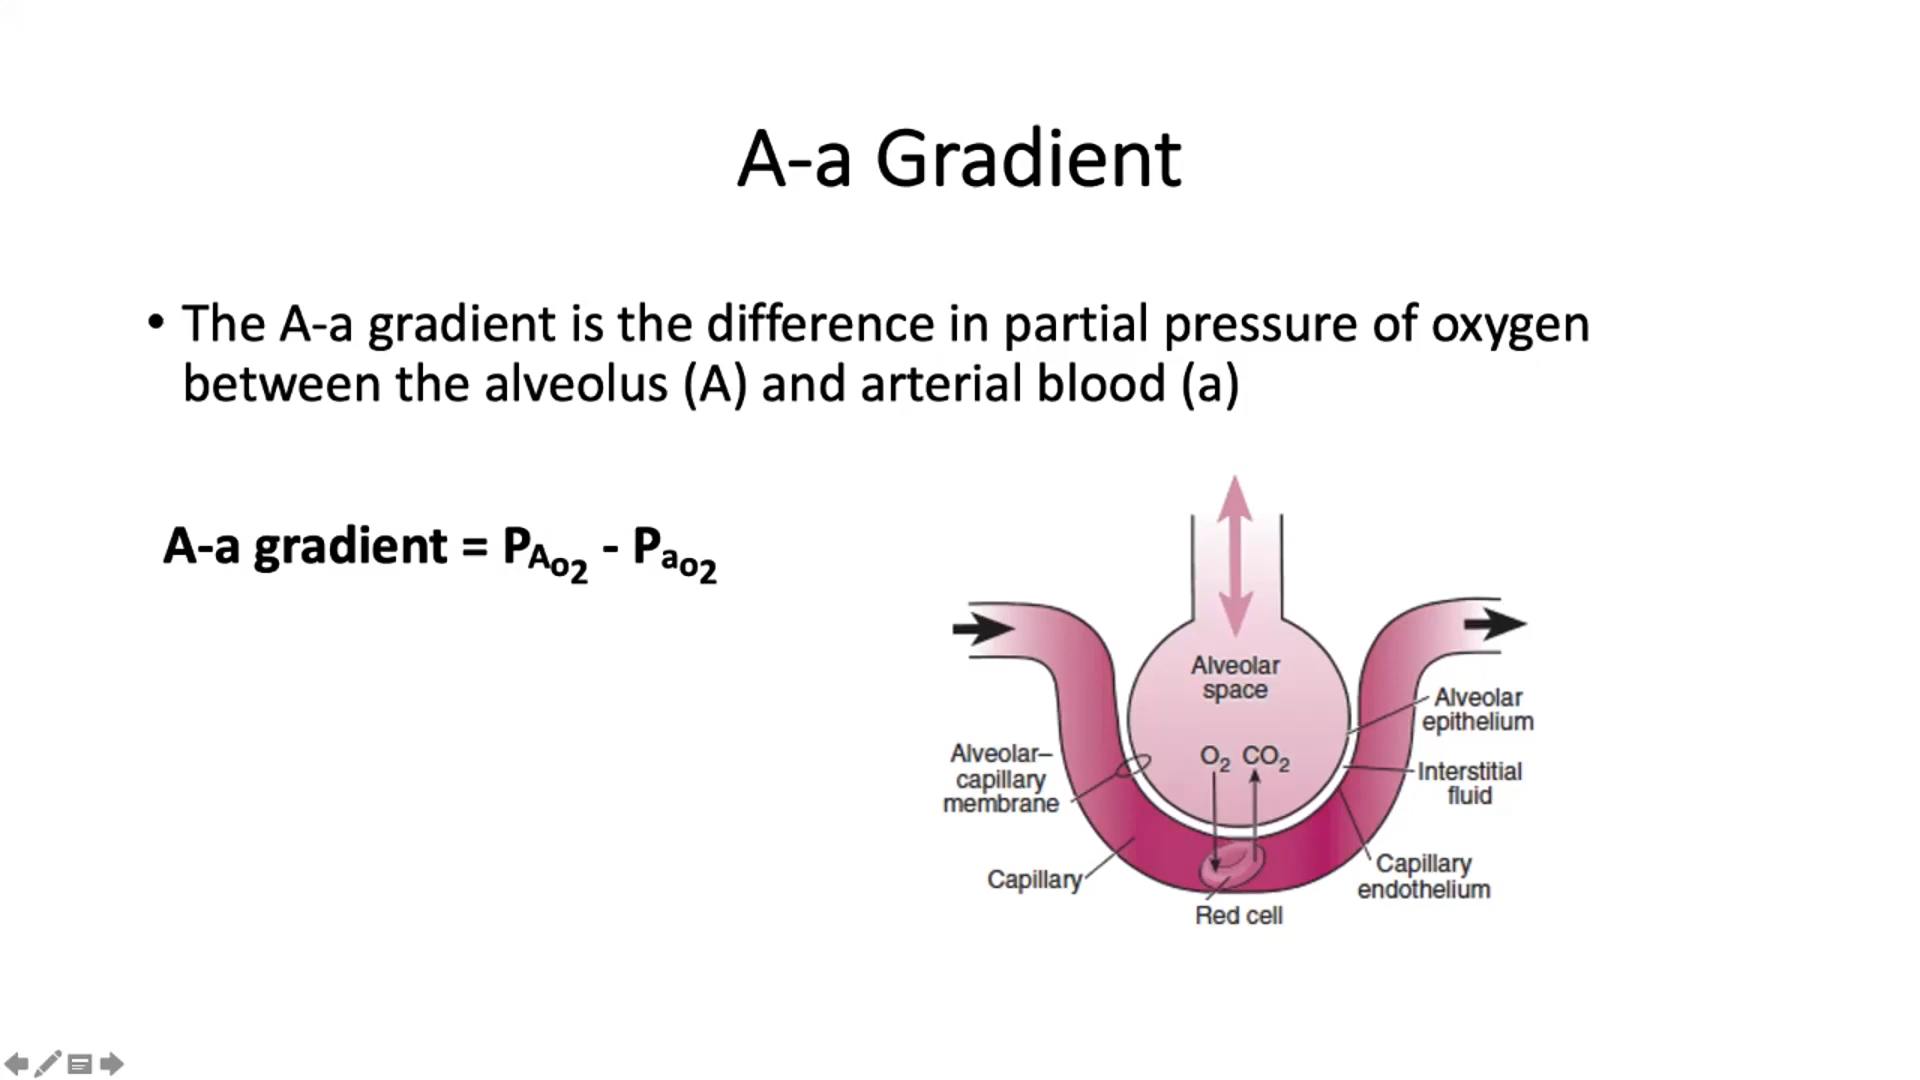 A-a Gradient
• The A-a gradient is the difference in partial pressure of oxygen
between the alveolus (A) and arterial blood (a)
A-a gradient = PAo2 - Pao2
Alveolar
space
O2 CO2
Alveolar–
capillary
membrane
Capillary
Red cell
Alveolar
epithelium
Interstitial
fluid
Capillary
endothelium